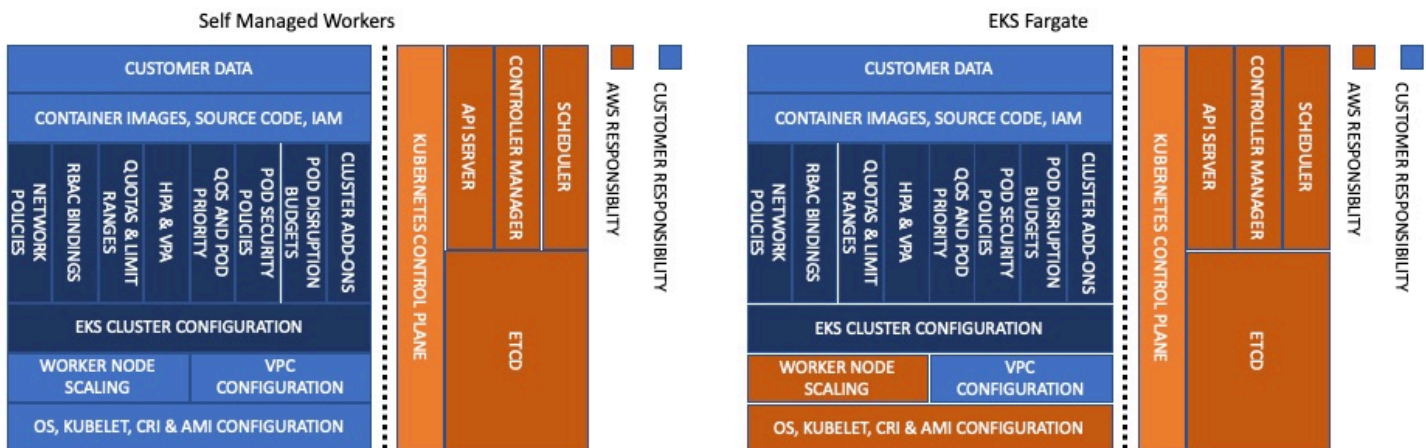 Self Managed Workers
CUSTOMER DATA
CONTAINER IMAGES, SOURCE CODE, IAM
NETWORK
POLICIES
RBAC BINDINGS
QUOTAS & LIMIT
RANGES
HPA & VPA
QOS AND POD
PRIORITY
POD SECURITY
POLICIES
POD DISRUPTION
BUDGETS
CLUSTER ADD-ONS
EKS CLUSTER CONFIGURATION
WORKER NODE
SCALING
VPC
CONFIGURATION
OS, KUBELET, CRI & AMI CONFIGURATION
KUBERNETES CONTROL PLANE
API SERVER
CONTROLLER MANAGER
SCHEDULER
ETCD
AWS RESPONSIBLITY
CUSTOMER RESPONSIBILITY
EKS Fargate
CUSTOMER DATA
CONTAINER IMAGES, SOURCE CODE, IAM
NETWORK
POLICIES
RBAC BINDINGS
QUOTAS & LIMIT
RANGES
HPA & VPA
QOS AND POD
PRIORITY
POD SECURITY
POLICIES
POD DISRUPTION
BUDGETS
CLUSTER ADD-ONS
EKS CLUSTER CONFIGURATION
WORKER NODE
SCALING
VPC
CONFIGURATION
OS, KUBELET, CRI & AMI CONFIGURATION
KUBERNETES CONTROL PLANE
API SERVER
CONTROLLER MANAGER
SCHEDULER
ETCD
AWS RESPONSIBLITY
CUSTOMER RESPONSIBILITY